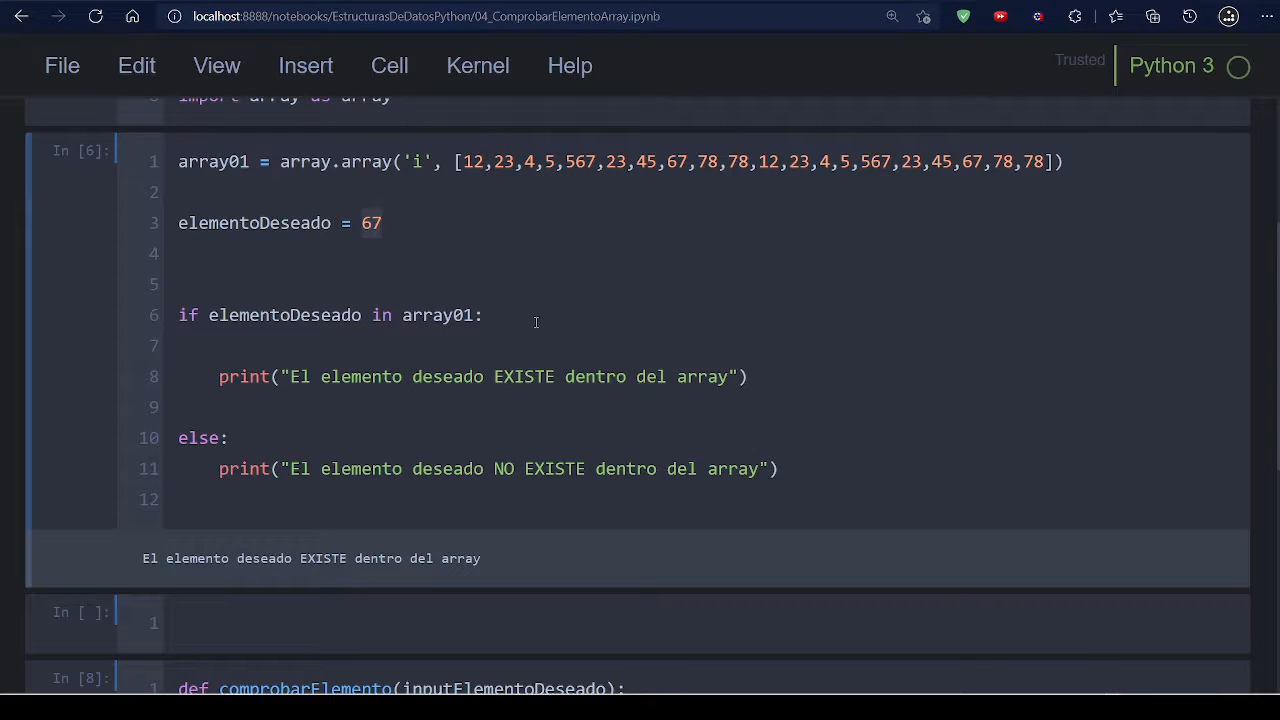 localhost:8888/notebooks/EstructurasDeDatosPython/04_ComprobarElementoArray.ipynb
File Edit View Insert Cell Kernel Help Trusted Python 3
import array as array
In [6]:
1 array01 = array.array('i', [12,23,4,5,567,23,45,67,78,78,12,23,4,5,567,23,45,67,78,78])
2
3 elementoDeseado = 67
4
5
6 if elementoDeseado in array01:
7
8 print("El elemento deseado EXISTE dentro del array")
9
10 else:
11 print("El elemento deseado NO EXISTE dentro del array")
12
El elemento deseado EXISTE dentro del array
In [ ]:
1
In [8]:
1 def comprobarElemento(inputElementoDeseado):